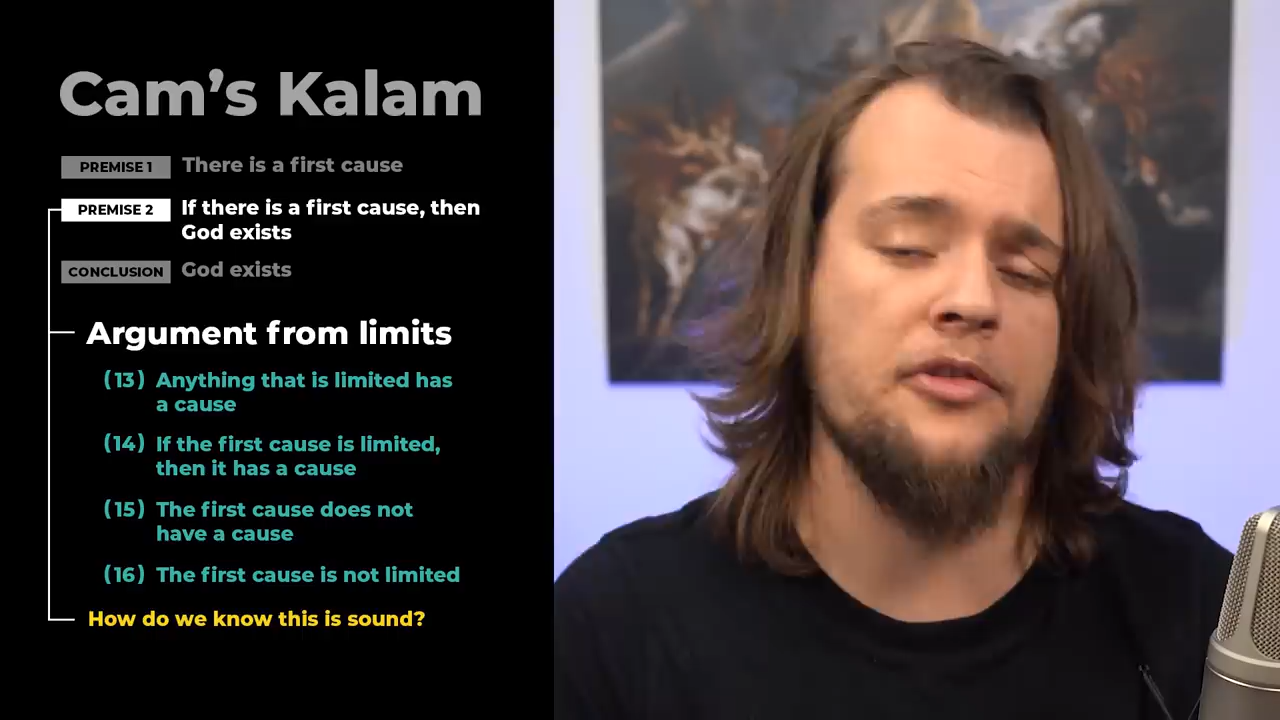 Cam's Kalam
PREMISE 1 There is a first cause
PREMISE 2 If there is a first cause, then
God exists
CONCLUSION God exists
Argument from limits
(13) Anything that is limited has
a cause
(14) If the first cause is limited,
then it has a cause
(15) The first cause does not
have a cause
(16) The first cause is not limited
How do we know this is sound?